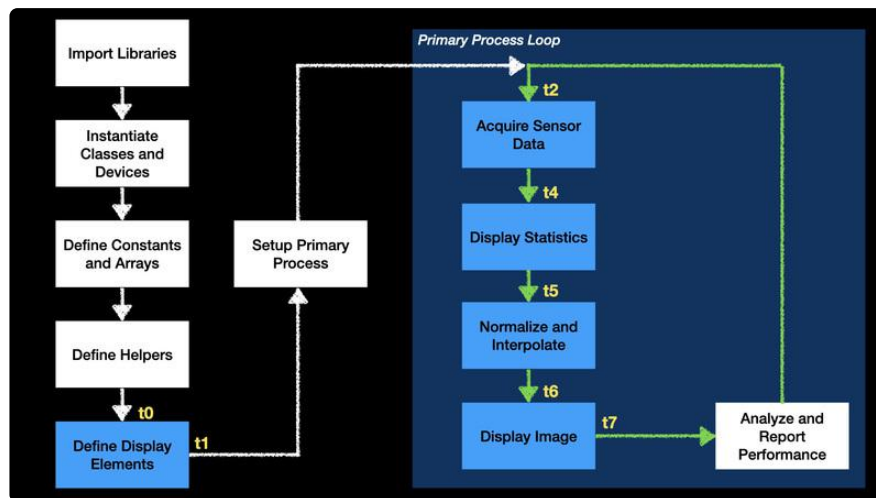 Import Libraries
Instantiate
Classes and
Devices
Define Constants
and Arrays
Define Helpers
t0
Define Display
Elements
t1
Setup Primary
Process
Primary Process Loop
t2
Acquire Sensor
Data
t4
Display Statistics
t5
Normalize and
Interpolate
t6
Display Image
t7
Analyze and
Report
Performance